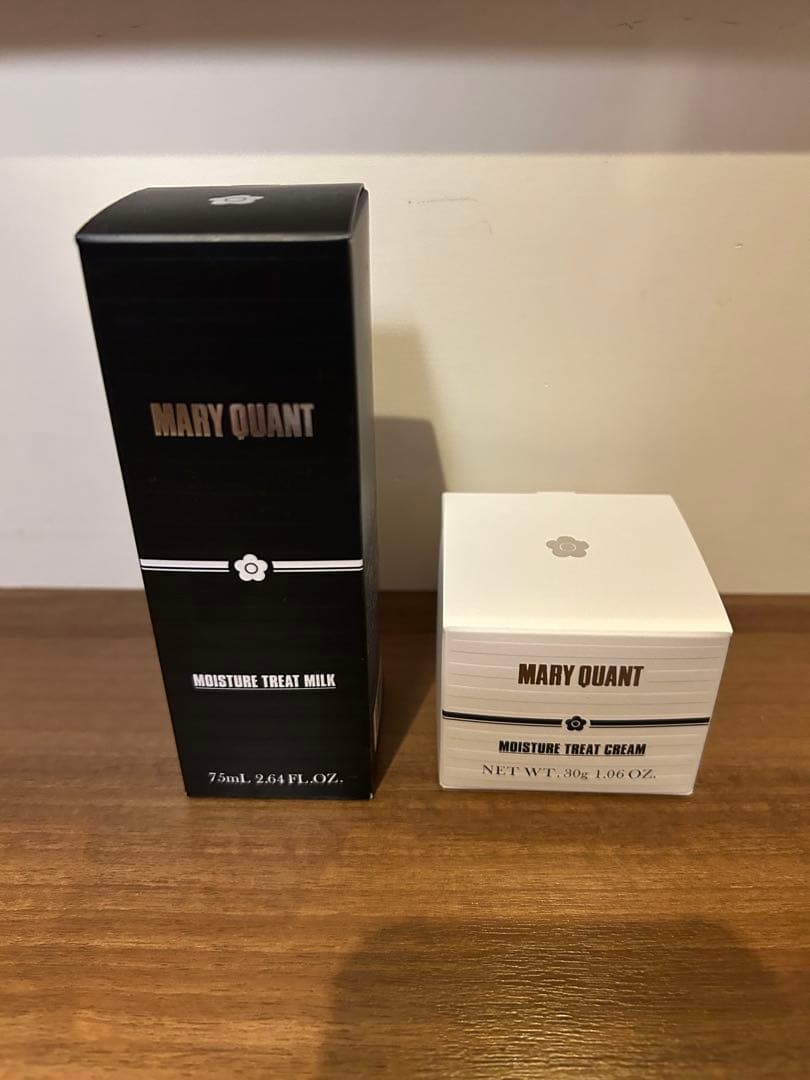 MARY QUANT
MOISTURE TREAT MILK
75mL 2.64 FL.OZ.
MARY QUANT
MOISTURE TREAT CREAM
NET WT. 30g 1.06 OZ.